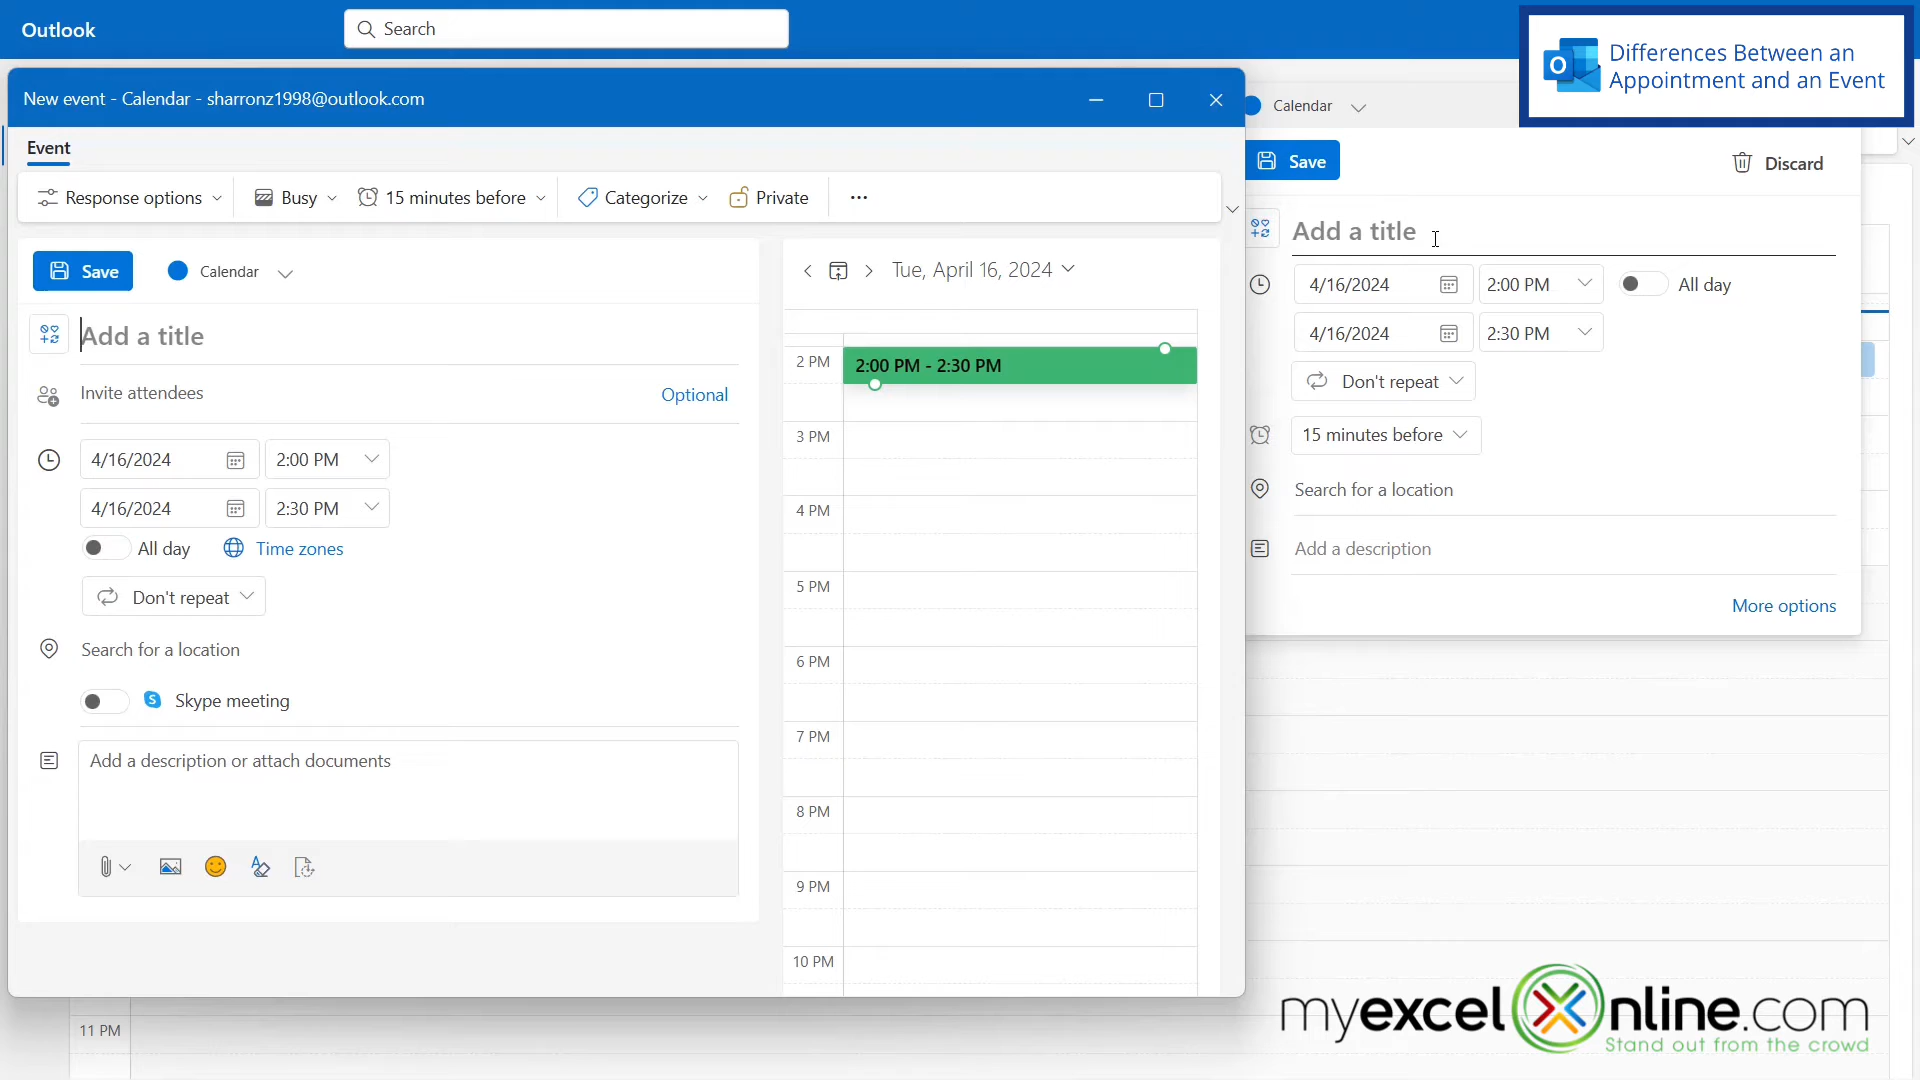 Outlook
Search
Differences Between an
Appointment and an Event
New event - Calendar - sharronz1998@outlook.com
Event
Response options
Busy
15 minutes before
Categorize
Private
Save
Calendar
Add a title
Invite attendees
Optional
4/16/2024
2:00 PM
4/16/2024
2:30 PM
All day
Time zones
Don't repeat
Search for a location
Skype meeting
Add a description or attach documents
Tue, April 16, 2024
2 PM
2:00 PM - 2:30 PM
3 PM
4 PM
5 PM
6 PM
7 PM
8 PM
9 PM
10 PM
11 PM
Calendar
Save
Discard
Add a title
4/16/2024
2:00 PM
All day
4/16/2024
2:30 PM
Don't repeat
15 minutes before
Search for a location
Add a description
More options
myexcelOnline.com
Stand out from the crowd